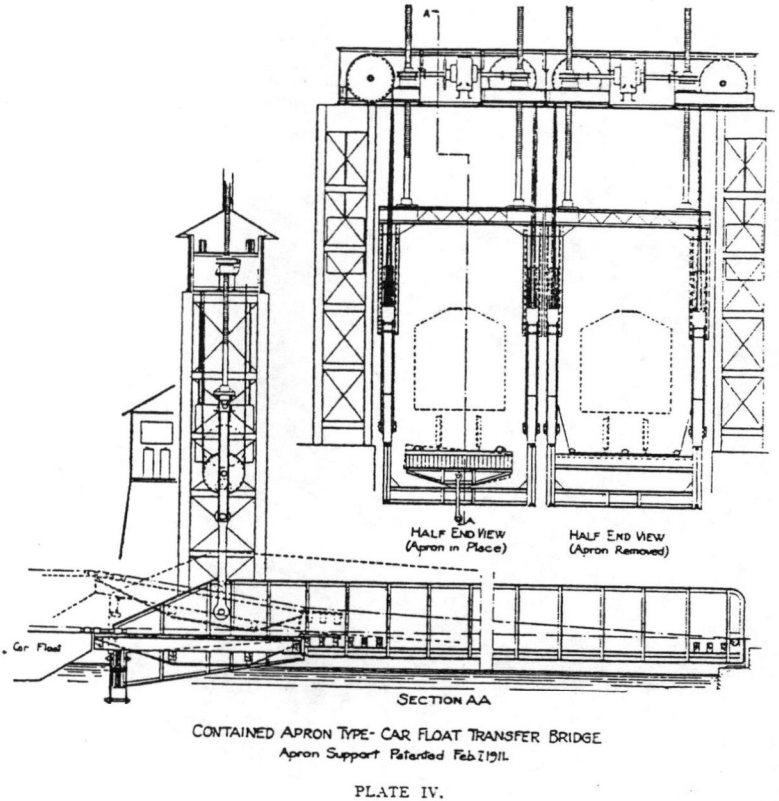 A
A
HALF END VIEW
(Apron in Place)
HALF END VIEW
(Apron Removed)
Car Float
SECTION AA
CONTAINED APRON TYPE- CAR FLOAT TRANSFER BRIDGE
Apron Support Patented Feb. 7, 1911.
PLATE IV.